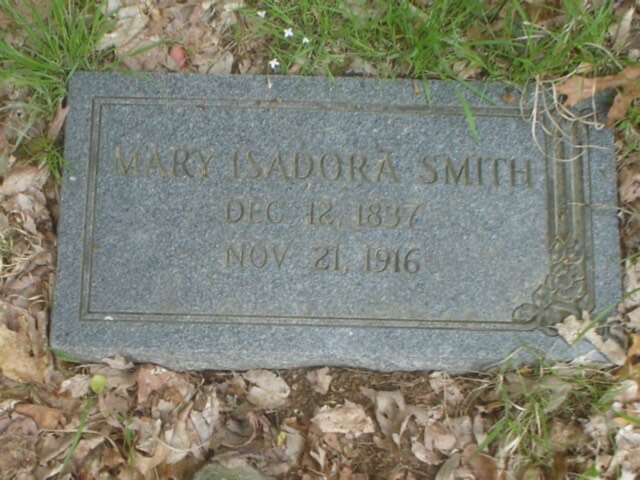 MARY ISADORA SMITH
DEC 12, 1837
NOV 21, 1916